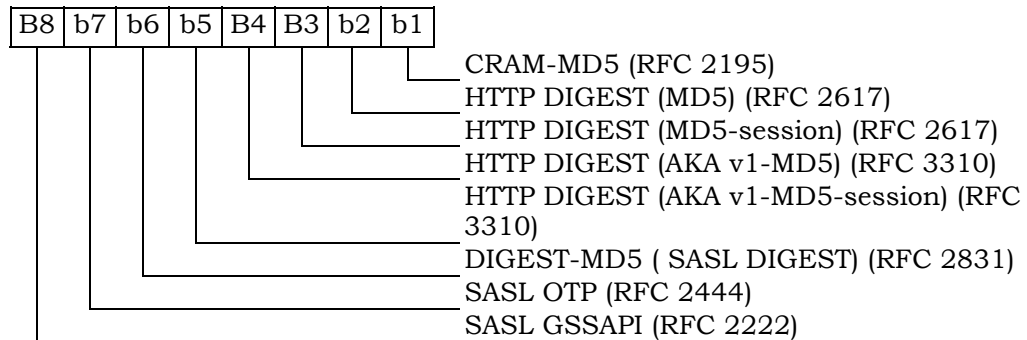 B8 b7 b6 b5 B4 B3 b2 b1
CRAM-MD5 (RFC 2195)
HTTP DIGEST (MD5) (RFC 2617)
HTTP DIGEST (MD5-session) (RFC 2617)
HTTP DIGEST (AKA v1-MD5) (RFC 3310)
HTTP DIGEST (AKA v1-MD5-session) (RFC
3310)
DIGEST-MD5 ( SASL DIGEST) (RFC 2831)
SASL OTP (RFC 2444)
SASL GSSAPI (RFC 2222)